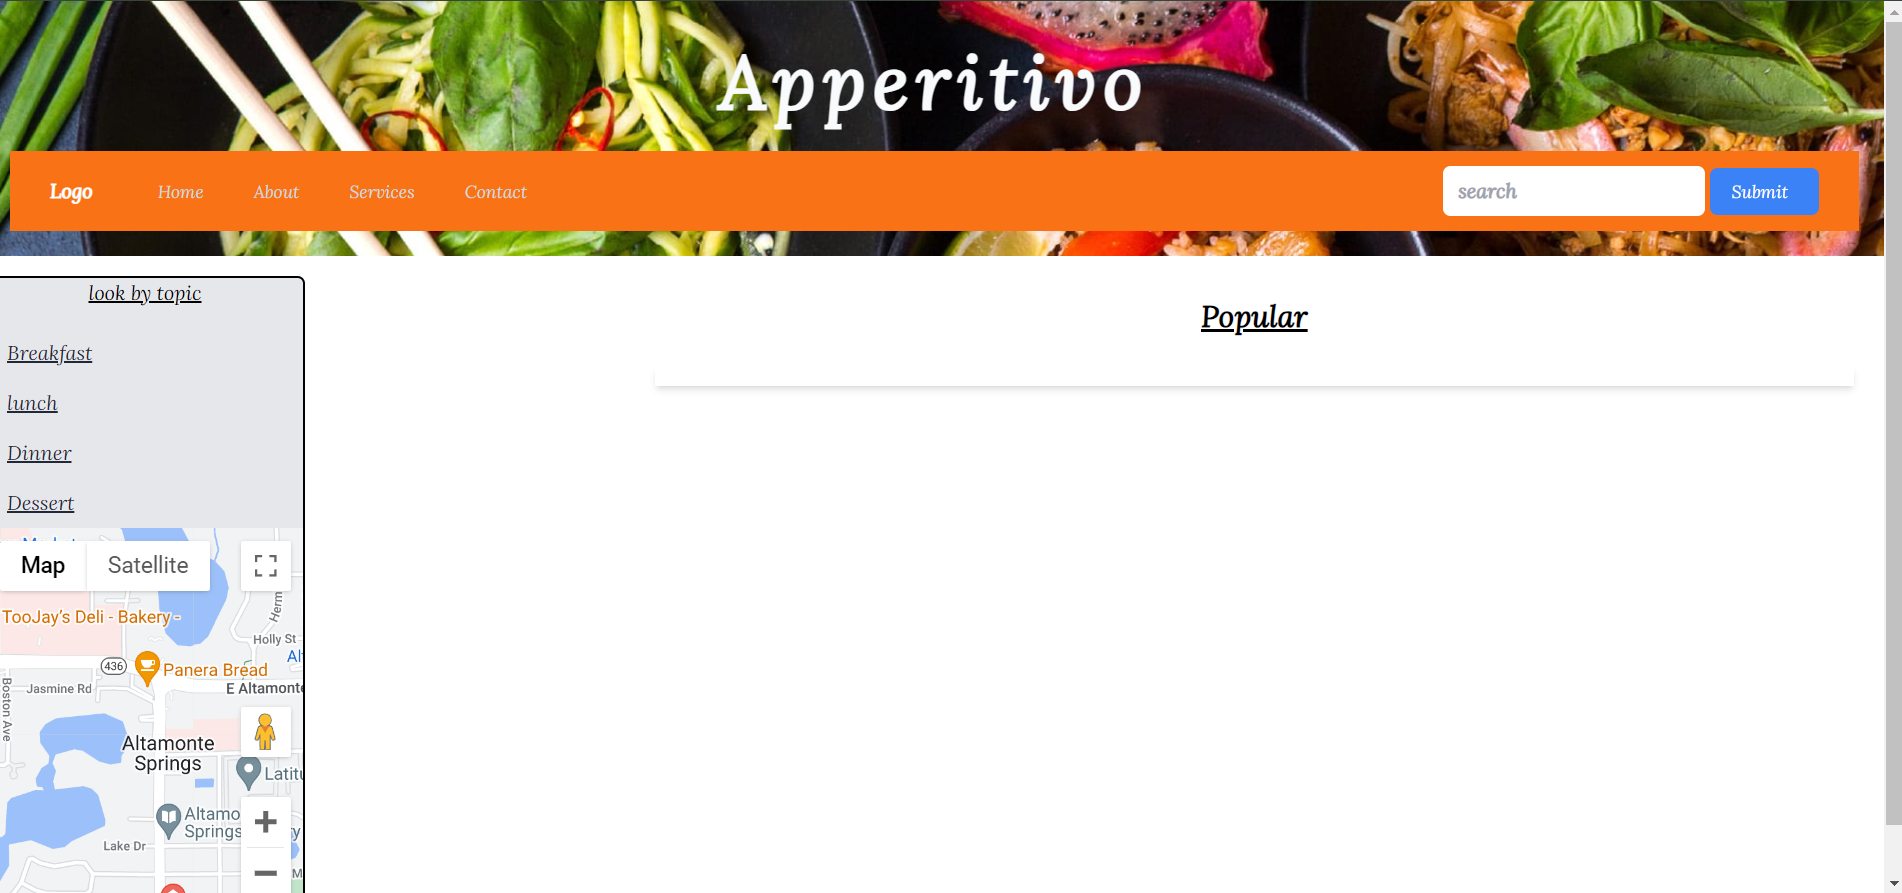 Apperitivo
Logo Home About Services Contact search Submit
look by topic
Popular
Breakfast
lunch
Dinner
Dessert
Map Satellite
TooJay's Deli - Bakery -
Herm
Holly St
436
Panera Bread
Al
Jasmine Rd
E Altamonte
Boston Ave
Altamonte
Springs
Latitu
Altamo
Springs
y
Lake Dr
M